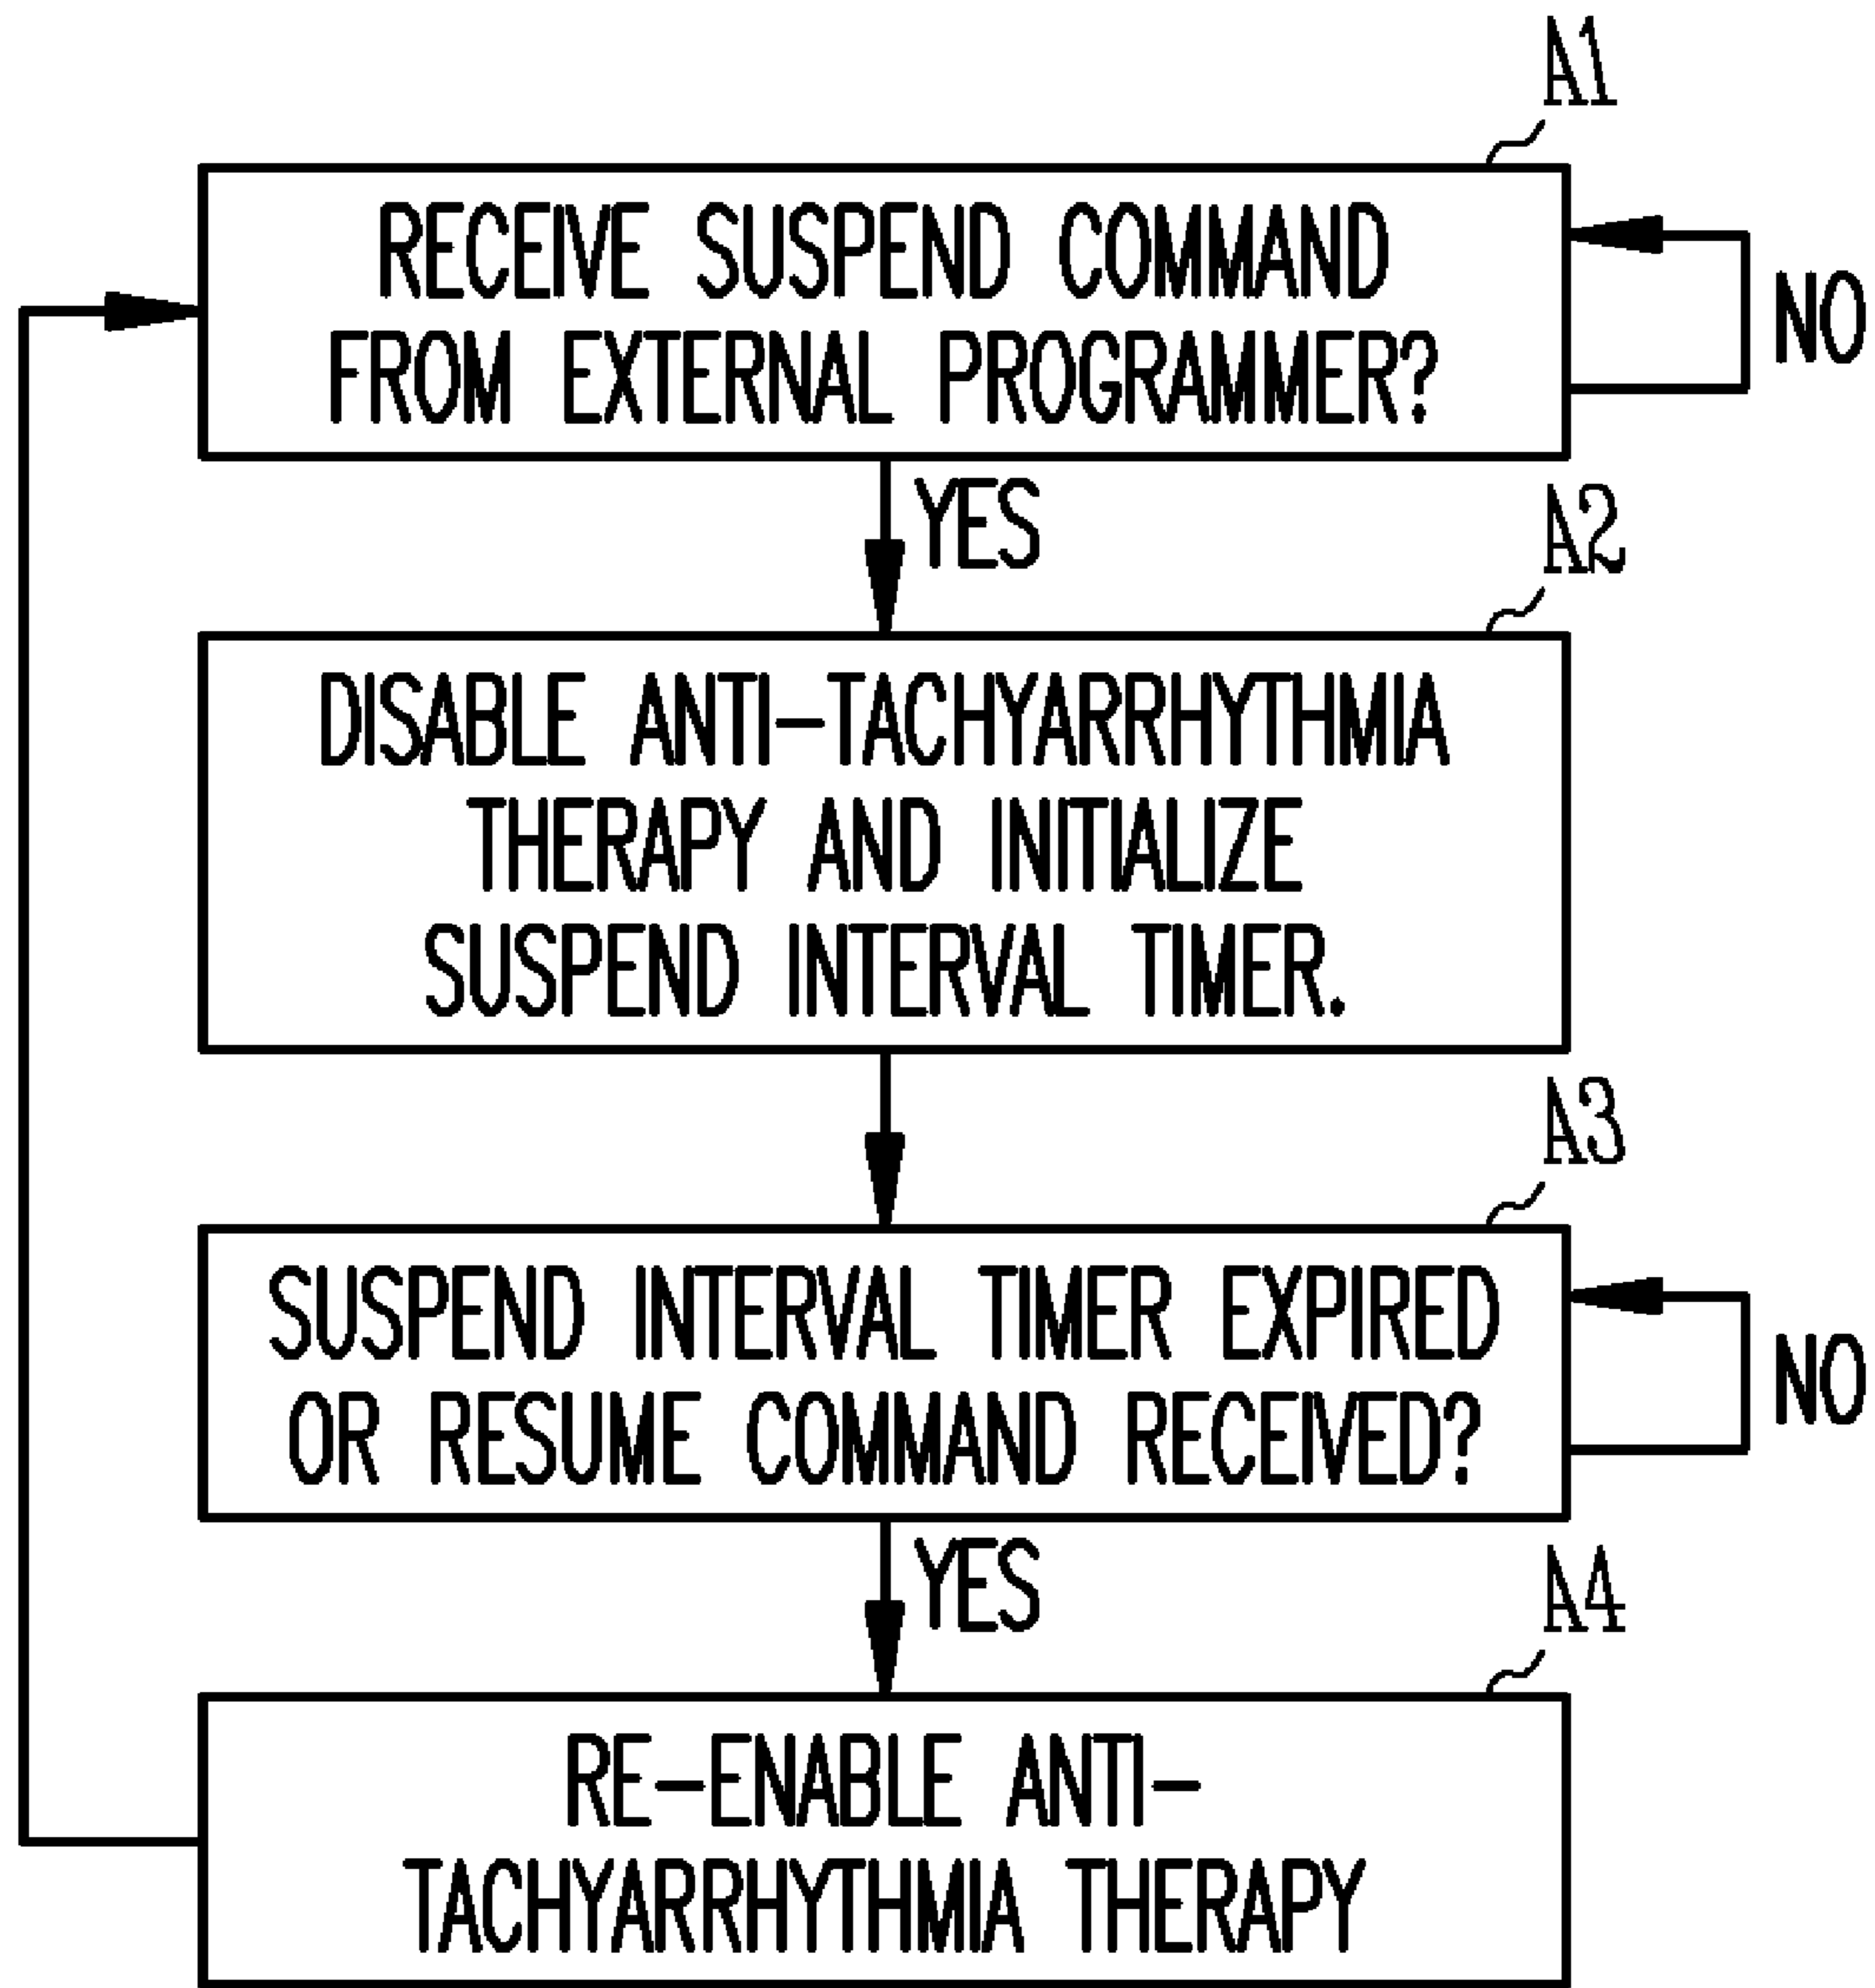 A1
RECEIVE SUSPEND COMMAND
FROM EXTERNAL PROGRAMMER?
NO
YES
A2
DISABLE ANTI-TACHYARRHYTHMIA
THERAPY AND INITIALIZE
SUSPEND INTERVAL TIMER.
A3
SUSPEND INTERVAL TIMER EXPIRED
OR RESUME COMMAND RECEIVED?
NO
YES
A4
RE-ENABLE ANTI-
TACHYARRHYTHMIA THERAPY